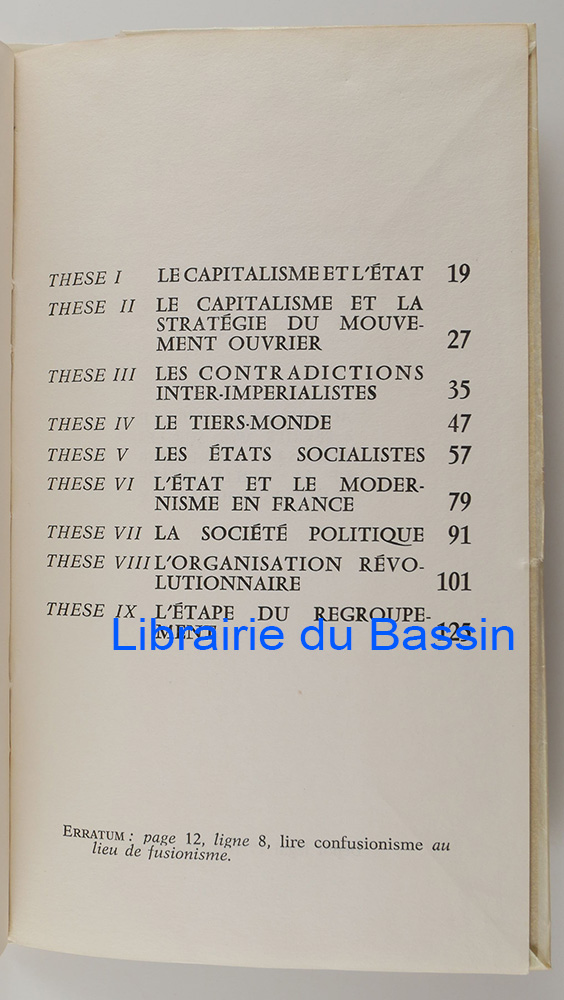 THESE I LE CAPITALISME ET L'ÉTAT 19
THESE II LE CAPITALISME ET LA
STRATÉGIE DU MOUVE-
MENT OUVRIER 27
THESE III LES CONTRADICTIONS
INTER-IMPERIALISTES 35
THESE IV LE TIERS-MONDE 47
THESE V LES ÉTATS SOCIALISTES 57
THESE VI L'ÉTAT ET LE MODER-
NISME EN FRANCE 79
THESE VII LA SOCIÉTÉ POLITIQUE 91
THESE VIII L'ORGANISATION RÉVO-
LUTIONNAIRE 101
THESE IX L'ÉTAPE DU REGROUPE-
MENT 125
Librairie du Bassin
ERRATUM : page 12, ligne 8, lire confusionisme au
lieu de fusionisme.